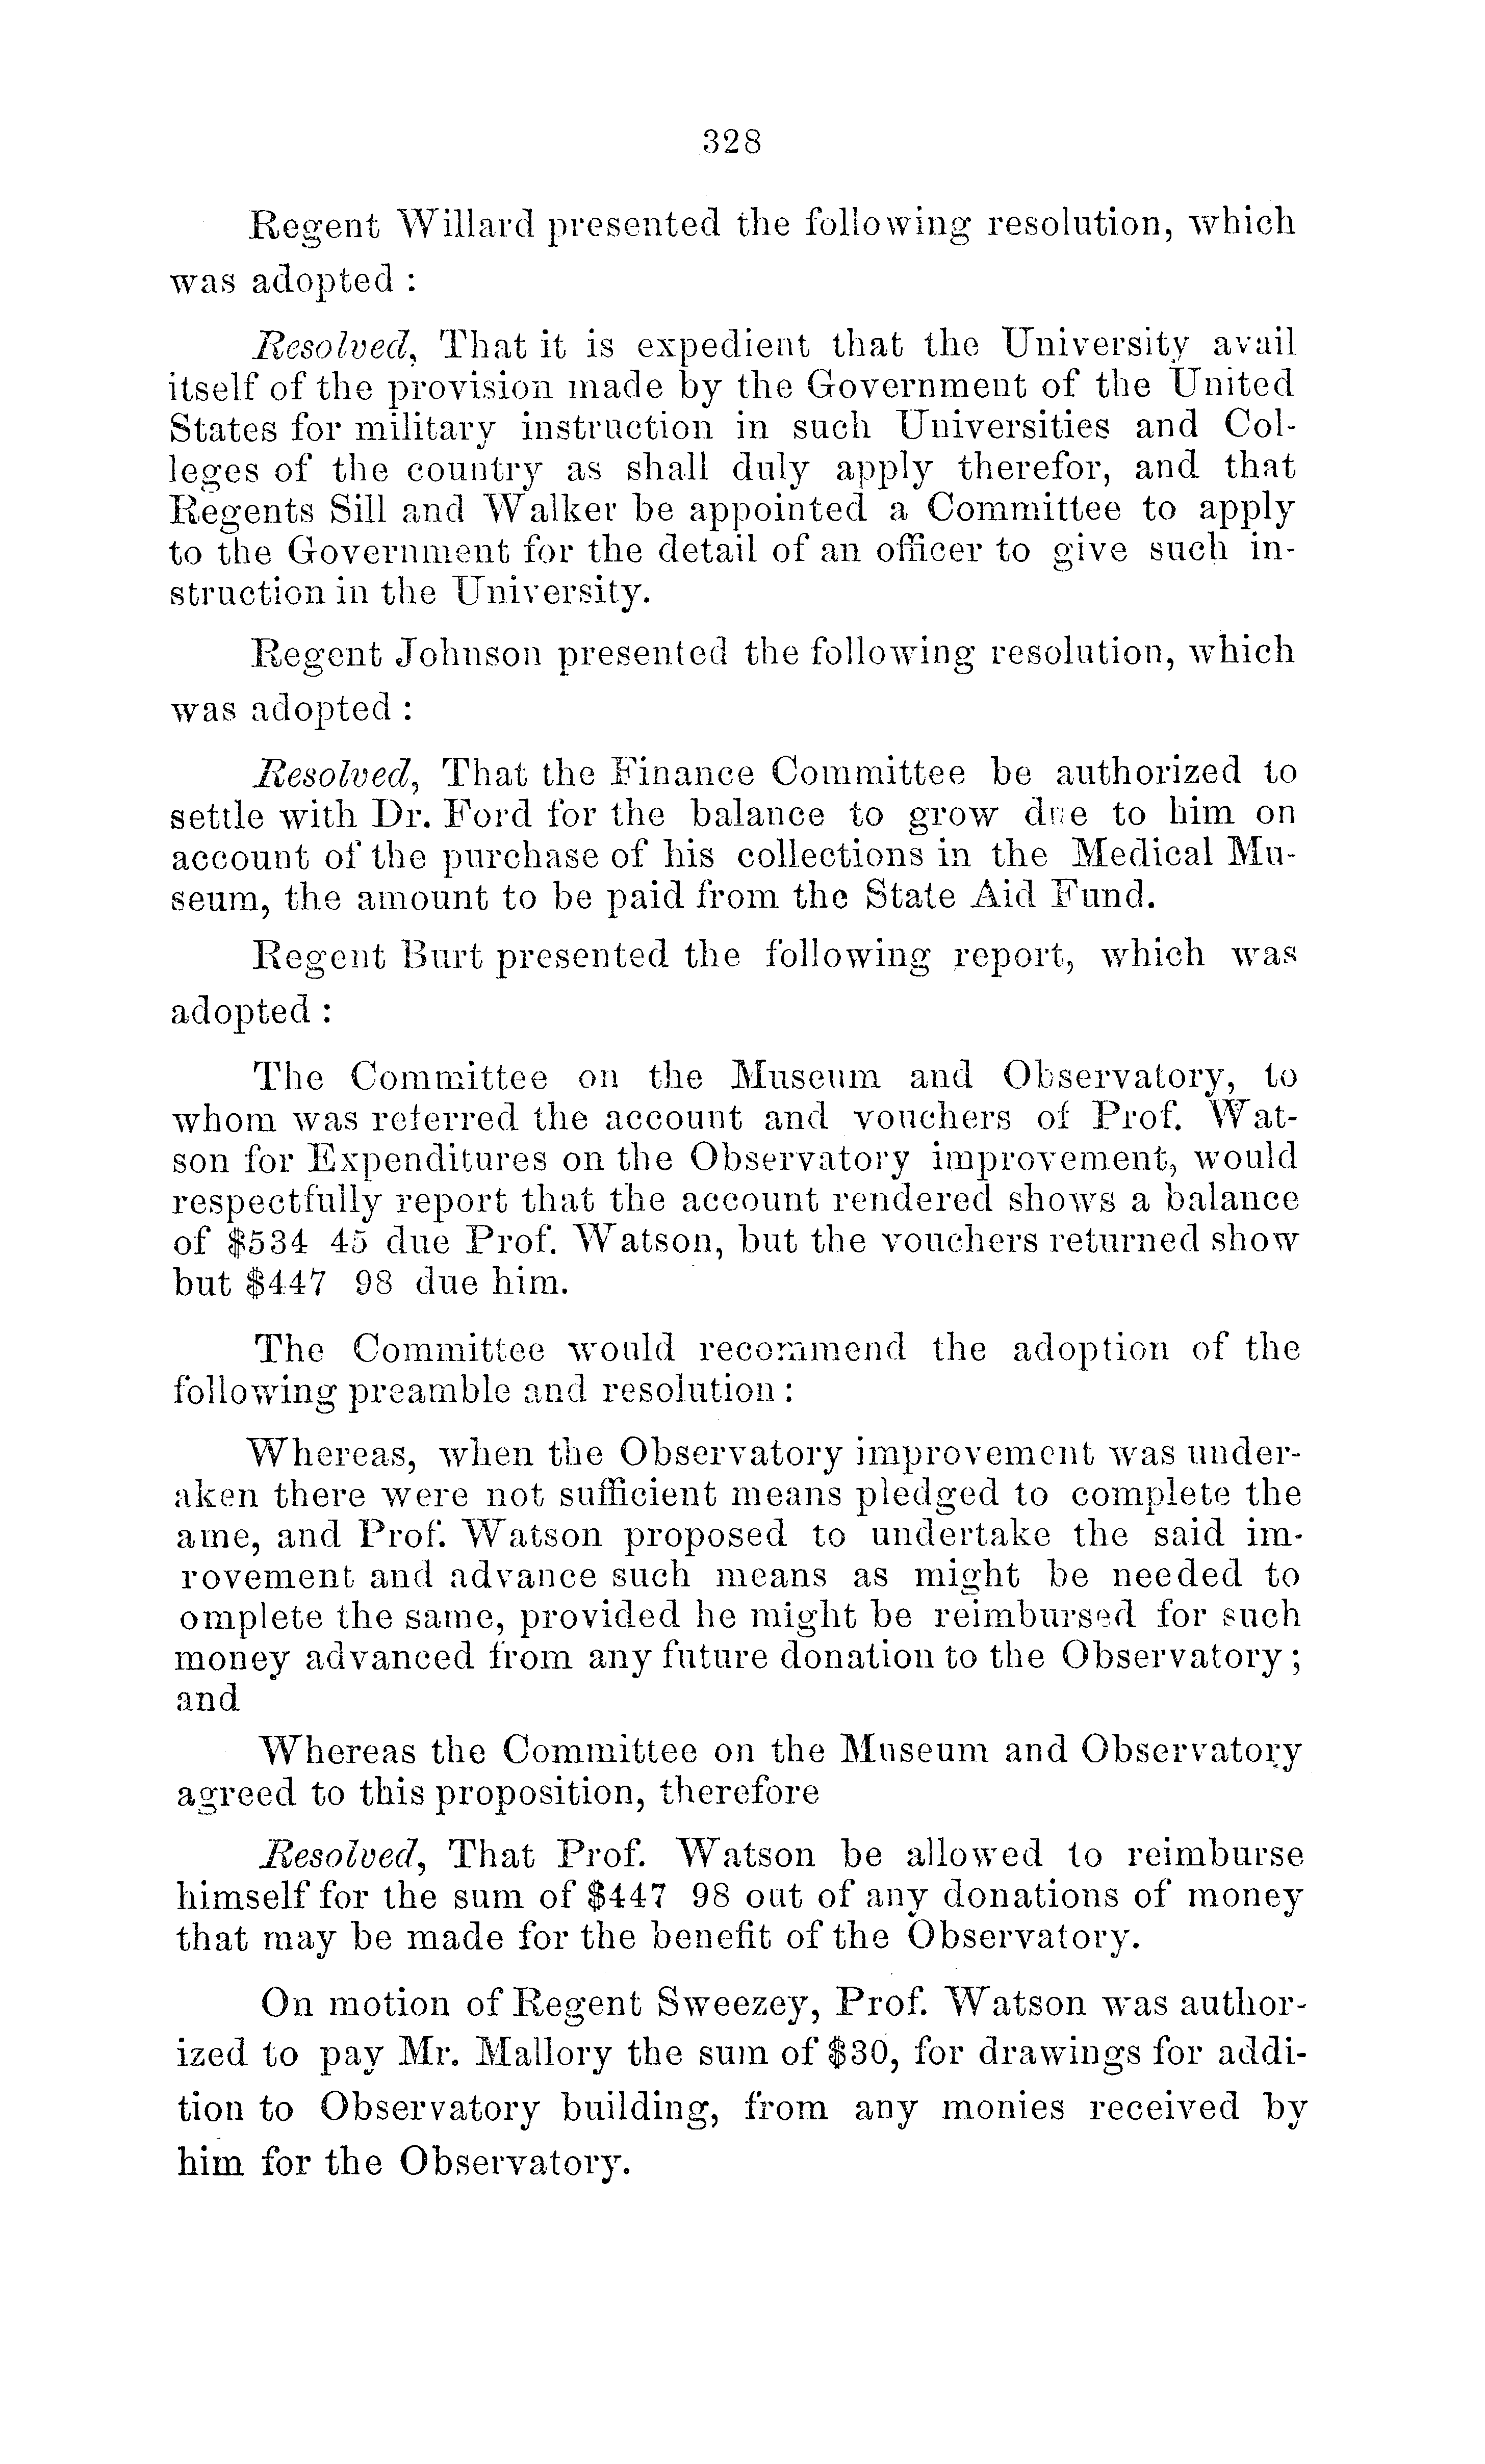 328
Regent Willard presented the following resolution, which
was adopted :
Resolved, That it is expedient that the University avail
itself of the provision made by the Government of the United
States for military instruction in such Universities and Col-
leges of the country as shall duly apply therefor, and that
Regents Sill and Walker be appointed a Committee to apply
to the Government for the detail of an officer to give such in-
struction in the University.
Regent Johnson presented the following resolution, which
was adopted :
Resolved, That the Finance Committee be authorized to
settle with Dr. Ford for the balance to grow due to him on
account of the purchase of his collections in the Medical Mu-
seum, the amount to be paid from the State Aid Fund.
Regent Burt presented the following report, which was
adopted :
The Committee on the Museum and Observatory, to
whom was referred the account and vouchers of Prof. Wat-
son for Expenditures on the Observatory improvement, would
respectfully report that the account rendered shows a balance
of $534 45 due Prof. Watson, but the vouchers returned show
but $447 98 due him.
The Committee would recommend the adoption of the
following preamble and resolution :
Whereas, when the Observatory improvement was under-
aken there were not sufficient means pledged to complete the
ame, and Prof. Watson proposed to undertake the said im-
rovement and advance such means as might be needed to
omplete the same, provided he might be reimbursed for such
money advanced from any future donation to the Observatory ;
and
Whereas the Committee on the Museum and Observatory
agreed to this proposition, therefore
Resolved, That Prof. Watson be allowed to reimburse
himself for the sum of $447 98 out of any donations of money
that may be made for the benefit of the Observatory.
On motion of Regent Sweezey, Prof. Watson was author-
ized to pay Mr. Mallory the sum of $30, for drawings for addi-
tion to Observatory building, from any monies received by
him for the Observatory.